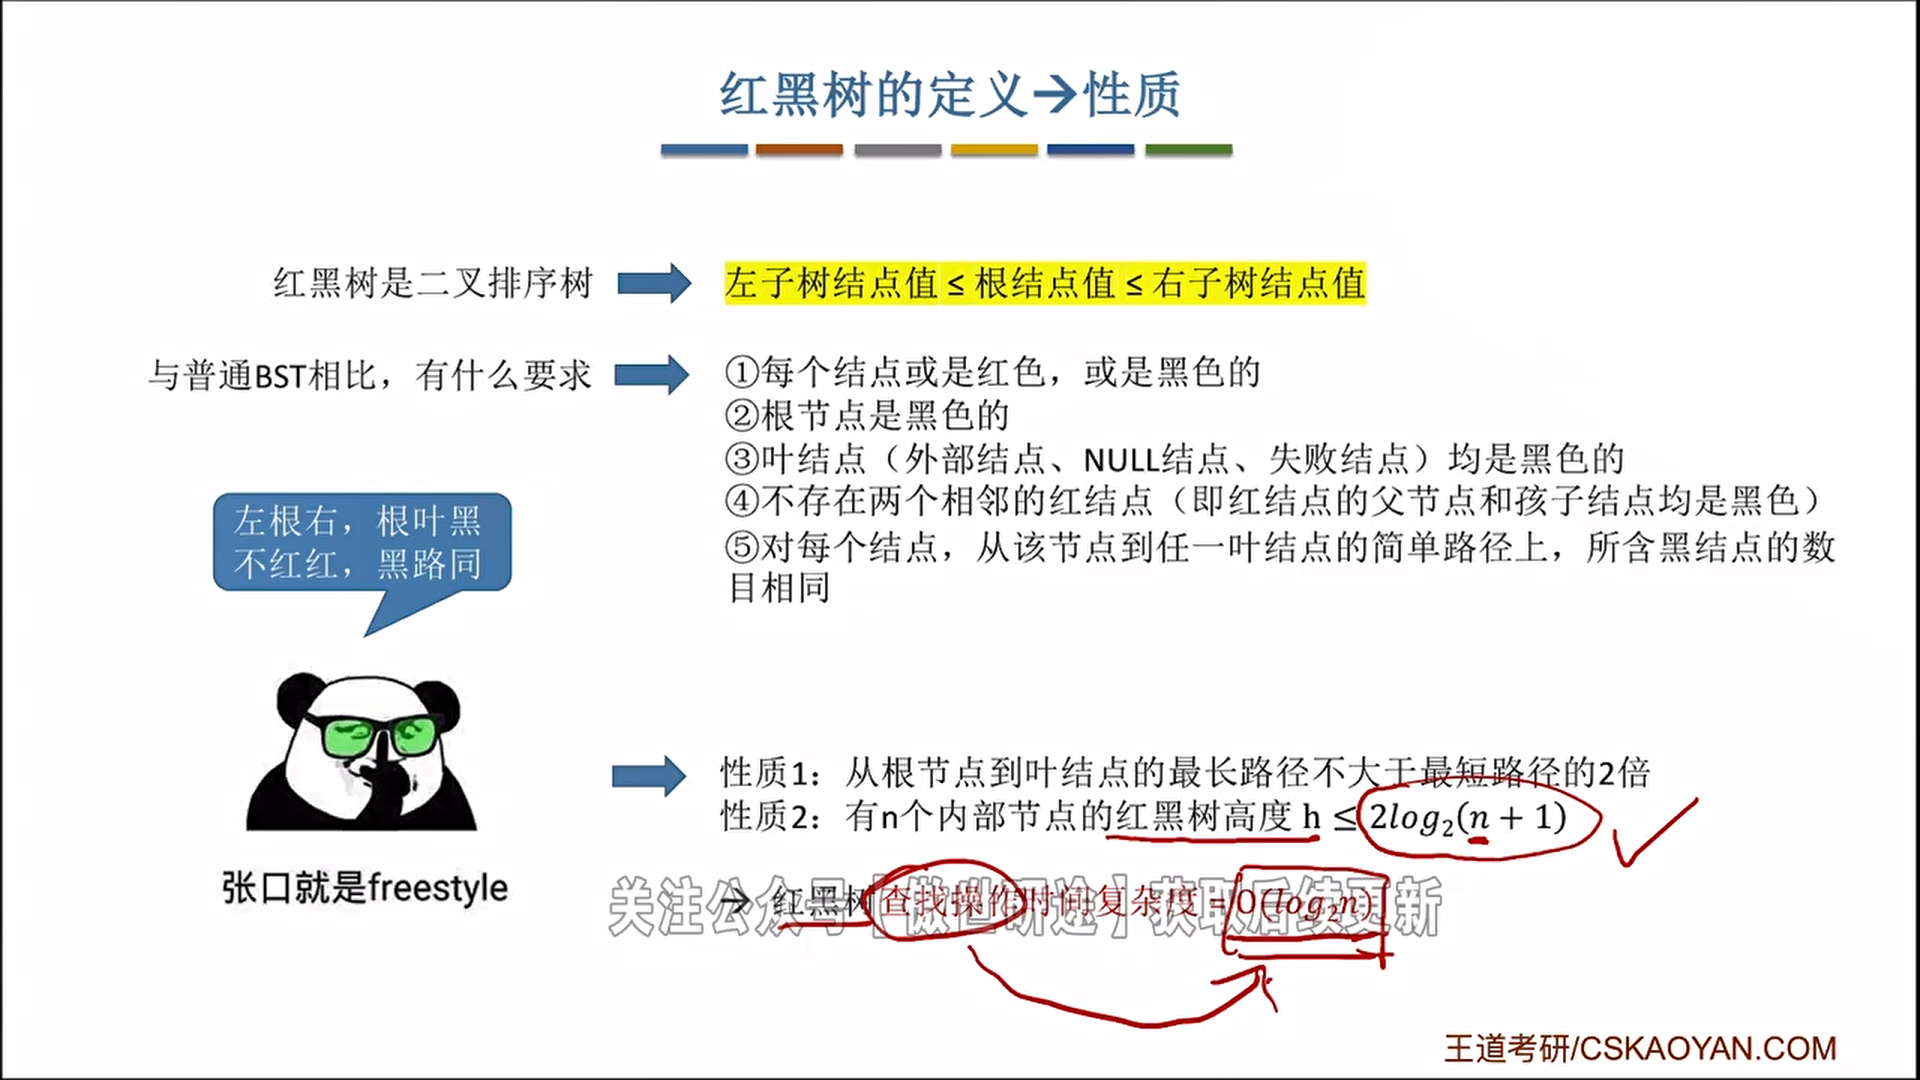 红黑树的定义→性质
红黑树是二叉排序树
左子树结点值 ≤ 根结点值 ≤ 右子树结点值
与普通BST相比，有什么要求
①每个结点或是红色，或是黑色的
②根节点是黑色的
③叶结点（外部结点、NULL结点、失败结点）均是黑色的
④不存在两个相邻的红结点（即红结点的父节点和孩子结点均是黑色）
⑤对每个结点，从该节点到任一叶结点的简单路径上，所含黑结点的数
目相同
左根右，根叶黑
不红红，黑路同
张口就是freestyle
性质1：从根节点到叶结点的最长路径不大于最短路径的2倍
性质2：有n个内部节点的红黑树高度 h ≤ 2log₂(n + 1)
→ 红黑树查找操作时间复杂度 = O(log₂n)
关注公众号【傲世研途】获取后续更新
王道考研/CSKAOYAN.COM